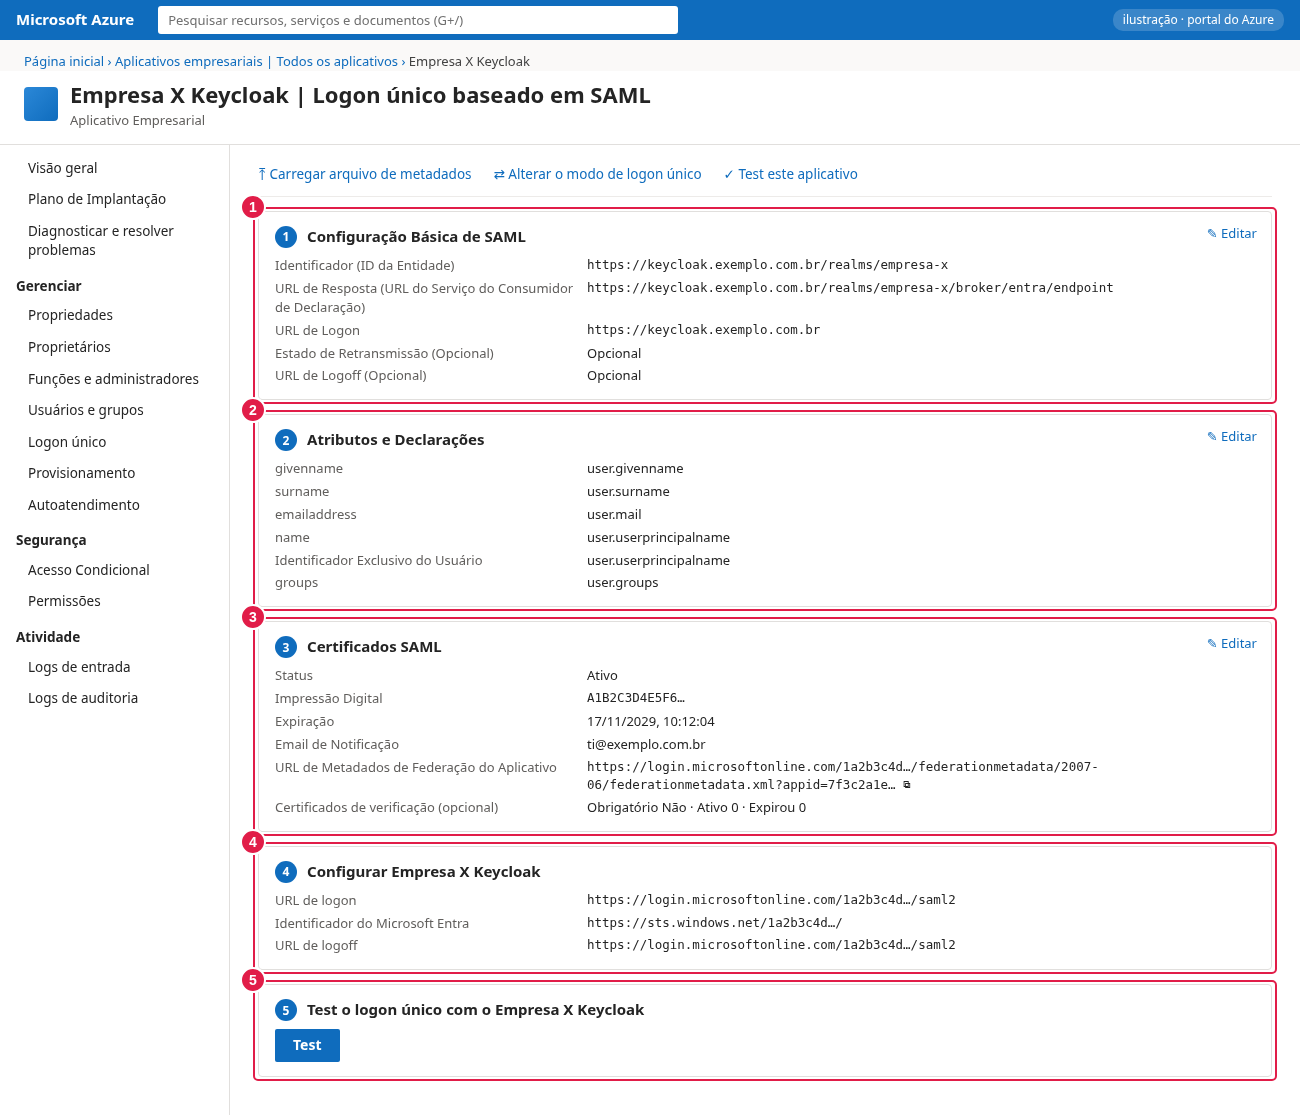 Microsoft Azure
Pesquisar recursos, serviços e documentos (G+/)
ilustração · portal do Azure
Página inicial › Aplicativos empresariais | Todos os aplicativos › Empresa X Keycloak
Empresa X Keycloak | Logon único baseado em SAML
Aplicativo Empresarial
Visão geral
Plano de Implantação
Diagnosticar e resolver
problemas
Gerenciar
Propriedades
Proprietários
Funções e administradores
Usuários e grupos
Logon único
Provisionamento
Autoatendimento
Segurança
Acesso Condicional
Permissões
Atividade
Logs de entrada
Logs de auditoria
⤒ Carregar arquivo de metadados ⇄ Alterar o modo de logon único ✓ Test este aplicativo
1
1 Configuração Básica de SAML ✎ Editar
Identificador (ID da Entidade) https://keycloak.exemplo.com.br/realms/empresa-x
URL de Resposta (URL do Serviço do Consumidor https://keycloak.exemplo.com.br/realms/empresa-x/broker/entra/endpoint
de Declaração)
URL de Logon https://keycloak.exemplo.com.br
Estado de Retransmissão (Opcional) Opcional
URL de Logoff (Opcional) Opcional
2
2 Atributos e Declarações ✎ Editar
givenname user.givenname
surname user.surname
emailaddress user.mail
name user.userprincipalname
Identificador Exclusivo do Usuário user.userprincipalname
groups user.groups
3
3 Certificados SAML ✎ Editar
Status Ativo
Impressão Digital A1B2C3D4E5F6…
Expiração 17/11/2029, 10:12:04
Email de Notificação ti@exemplo.com.br
URL de Metadados de Federação do Aplicativo https://login.microsoftonline.com/1a2b3c4d…/federationmetadata/2007-
06/federationmetadata.xml?appid=7f3c2a1e… ⧉
Certificados de verificação (opcional) Obrigatório Não · Ativo 0 · Expirou 0
4
4 Configurar Empresa X Keycloak
URL de logon https://login.microsoftonline.com/1a2b3c4d…/saml2
Identificador do Microsoft Entra https://sts.windows.net/1a2b3c4d…/
URL de logoff https://login.microsoftonline.com/1a2b3c4d…/saml2
5
5 Test o logon único com o Empresa X Keycloak
Test